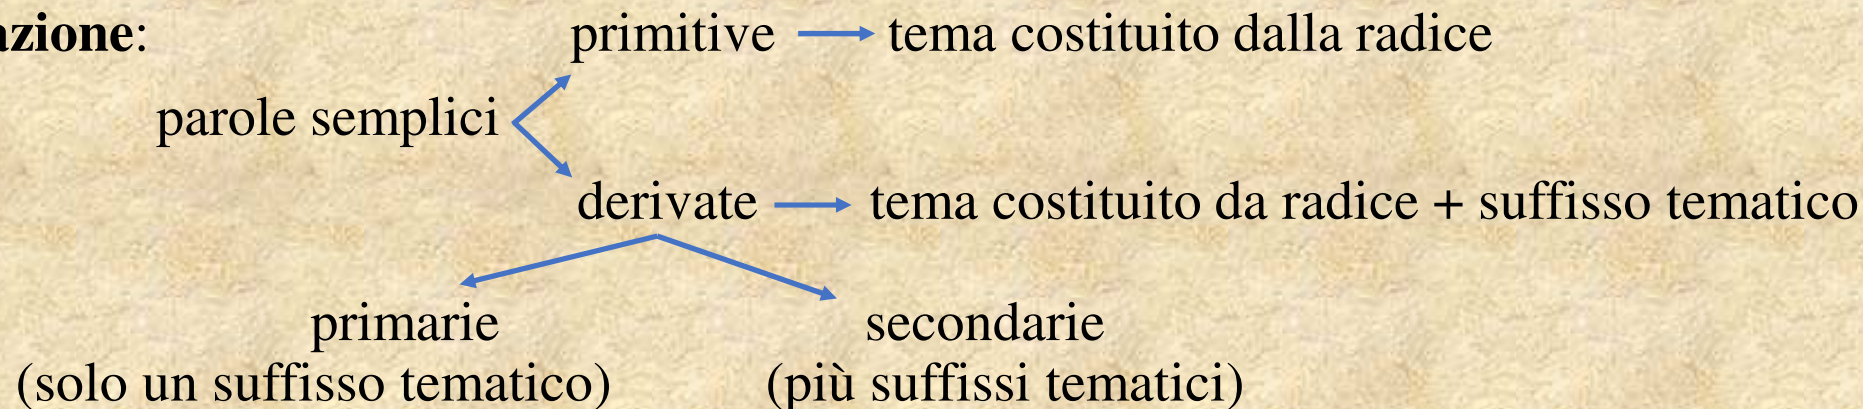 azione: primitive tema costituito dalla radice
parole semplici
derivate tema costituito da radice + suffisso tematico
primarie secondarie
(solo un suffisso tematico) (più suffissi tematici)